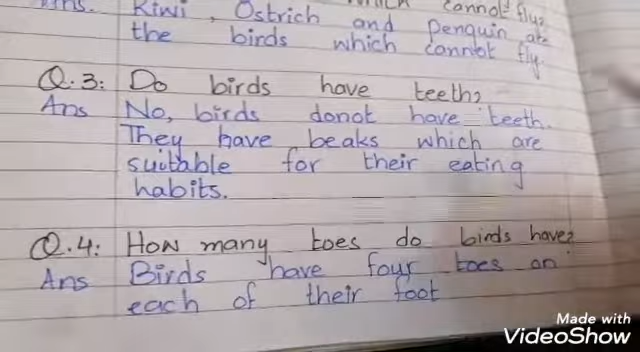 Ans. Kiwi, Ostrich and Penguin are
the birds which cannot fly.
Q.3: Do birds have teeth?
Ans No, birds donot have teeth.
They have beaks which are
suitable for their eating
habits.
Q.4: How many toes do birds have?
Ans Birds have four toes on
each of their foot
Made with
VideoShow